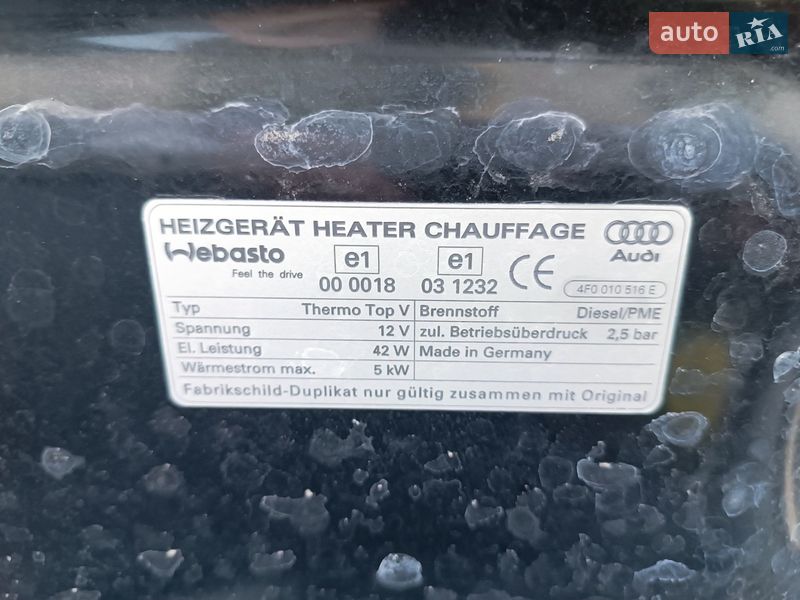 auto RIA .com
HEIZGERÄT HEATER CHAUFFAGE
Webasto e1 e1 Audi
Feel the drive 00 0018 03 1232 CE 4F0 010 516 E
Typ Thermo Top V Brennstoff Diesel/PME
Spannung 12 V zul. Betriebsüberdruck 2,5 bar
El. Leistung 42 W Made in Germany
Wärmestrom max. 5 kW
Fabrikschild-Duplikat nur gültig zusammen mit Original